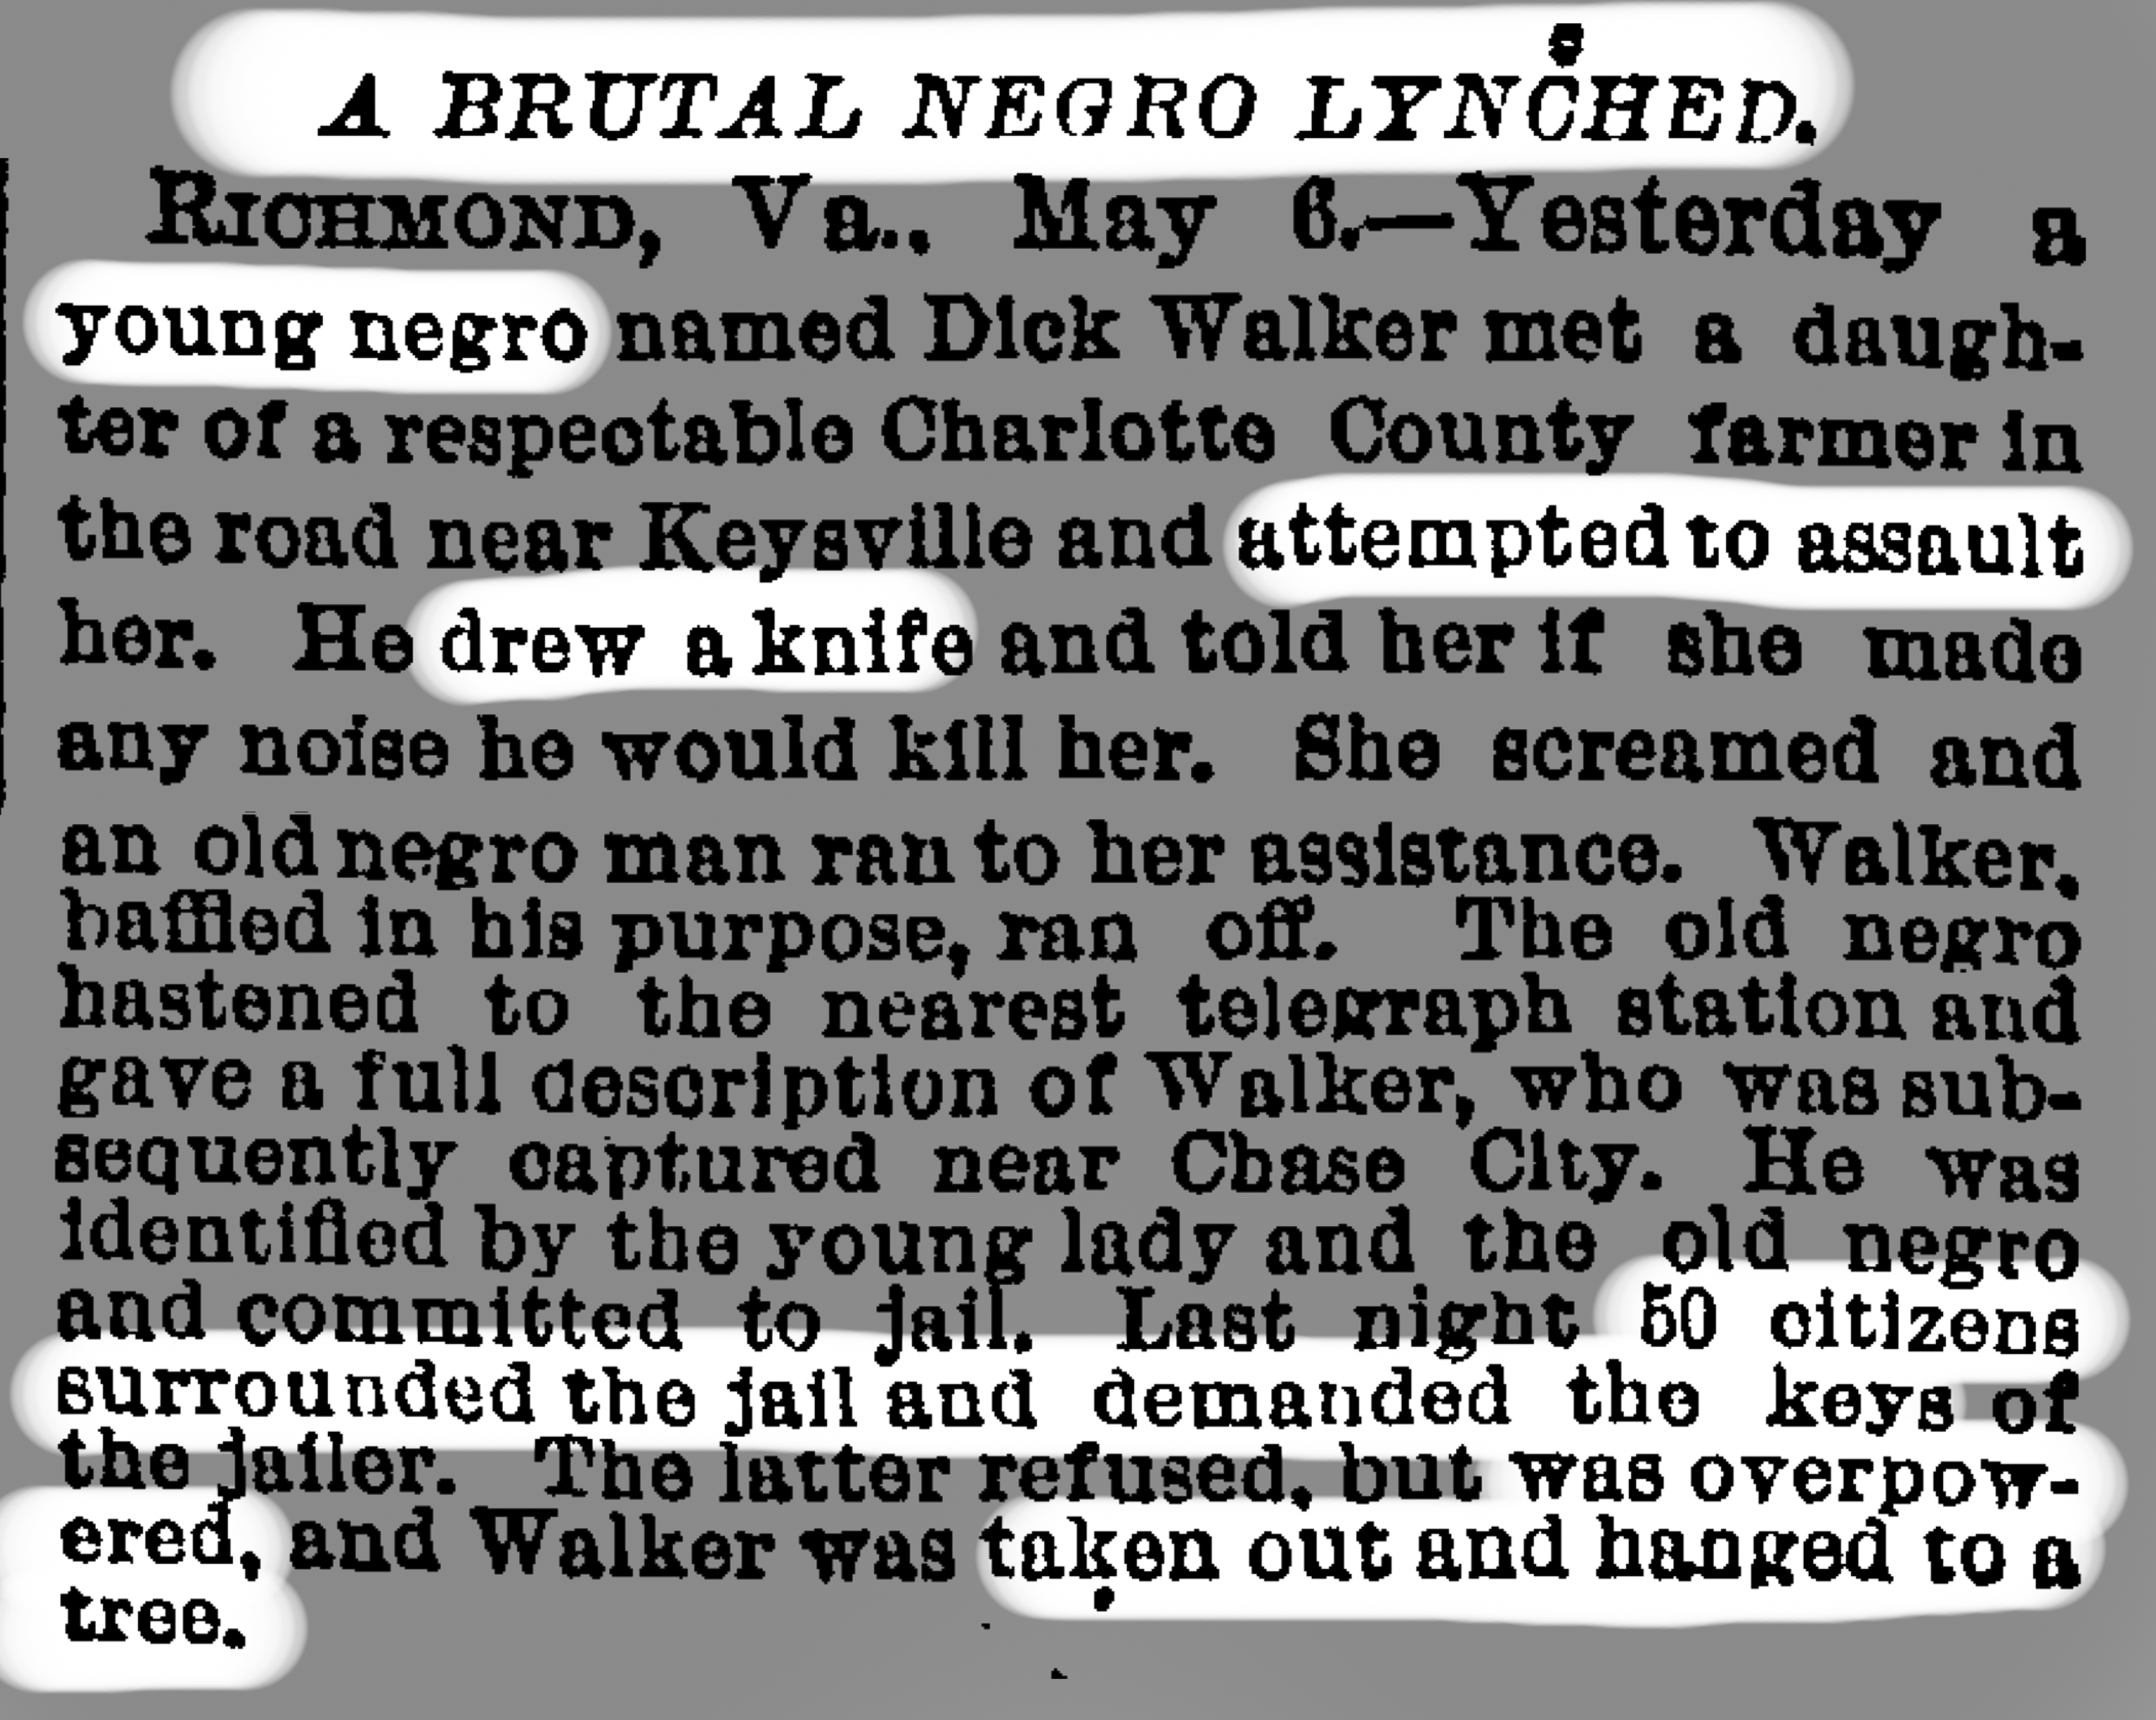 A BRUTAL NEGRO LYNCHED.
RICHMOND, Va., May 6.—Yesterday a
young negro named Dick Walker met a daugh-
ter of a respectable Charlotte County farmer in
the road near Keysville and attempted to assault
her. He drew a knife and told her if she made
any noise he would kill her. She screamed and
an old negro man ran to her assistance. Walker,
baffled in his purpose, ran off. The old negro
hastened to the nearest telegraph station and
gave a full description of Walker, who was sub-
sequently captured near Chase City. He was
identified by the young lady and the old negro
and committed to jail. Last night 50 citizens
surrounded the jail and demanded the keys of
the jailer. The latter refused, but was overpow-
ered, and Walker was taken out and hanged to a
tree.